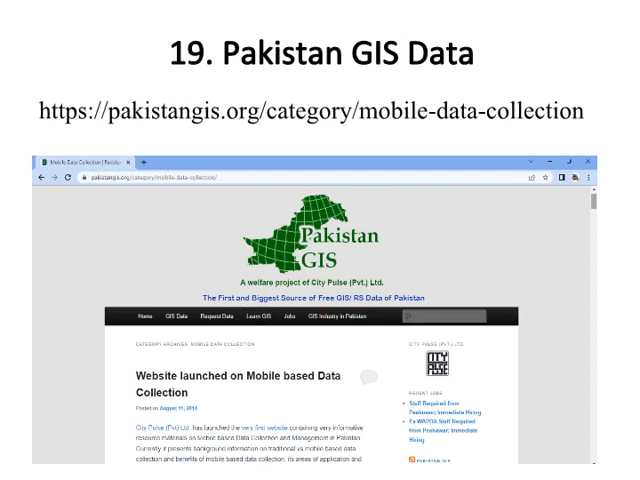 19. Pakistan GIS Data
https://pakistangis.org/category/mobile-data-collection
Mobile Data Collection | Pakista
pakistangis.org/category/mobile-data-collection/
Pakistan
GIS
A welfare project of City Pulse (Pvt.) Ltd.
The First and Biggest Source of Free GIS/ RS Data of Pakistan
Home GIS Data Request Data Learn GIS Jobs GIS Industry in Pakistan
CATEGORY ARCHIVES: MOBILE DATA COLLECTION
Website launched on Mobile based Data
Collection
Posted on August 11, 2014
City Pulse (Pvt) Ltd. has launched the very first website containing very informative
resource materials on Mobile based Data Collection and Management in Pakistan.
Currently it presents background information on traditional vs mobile based data
collection and benefits of mobile based data collection, its areas of application and
CITY PULSE (PVT.) LTD.
CITY
PULSE
RECENT JOBS
Staff Required from
Peshawar; Immediate Hiring
Ex WAPDA Staff Required
from Peshawar; Immediate
Hiring
PAKISTAN GIS